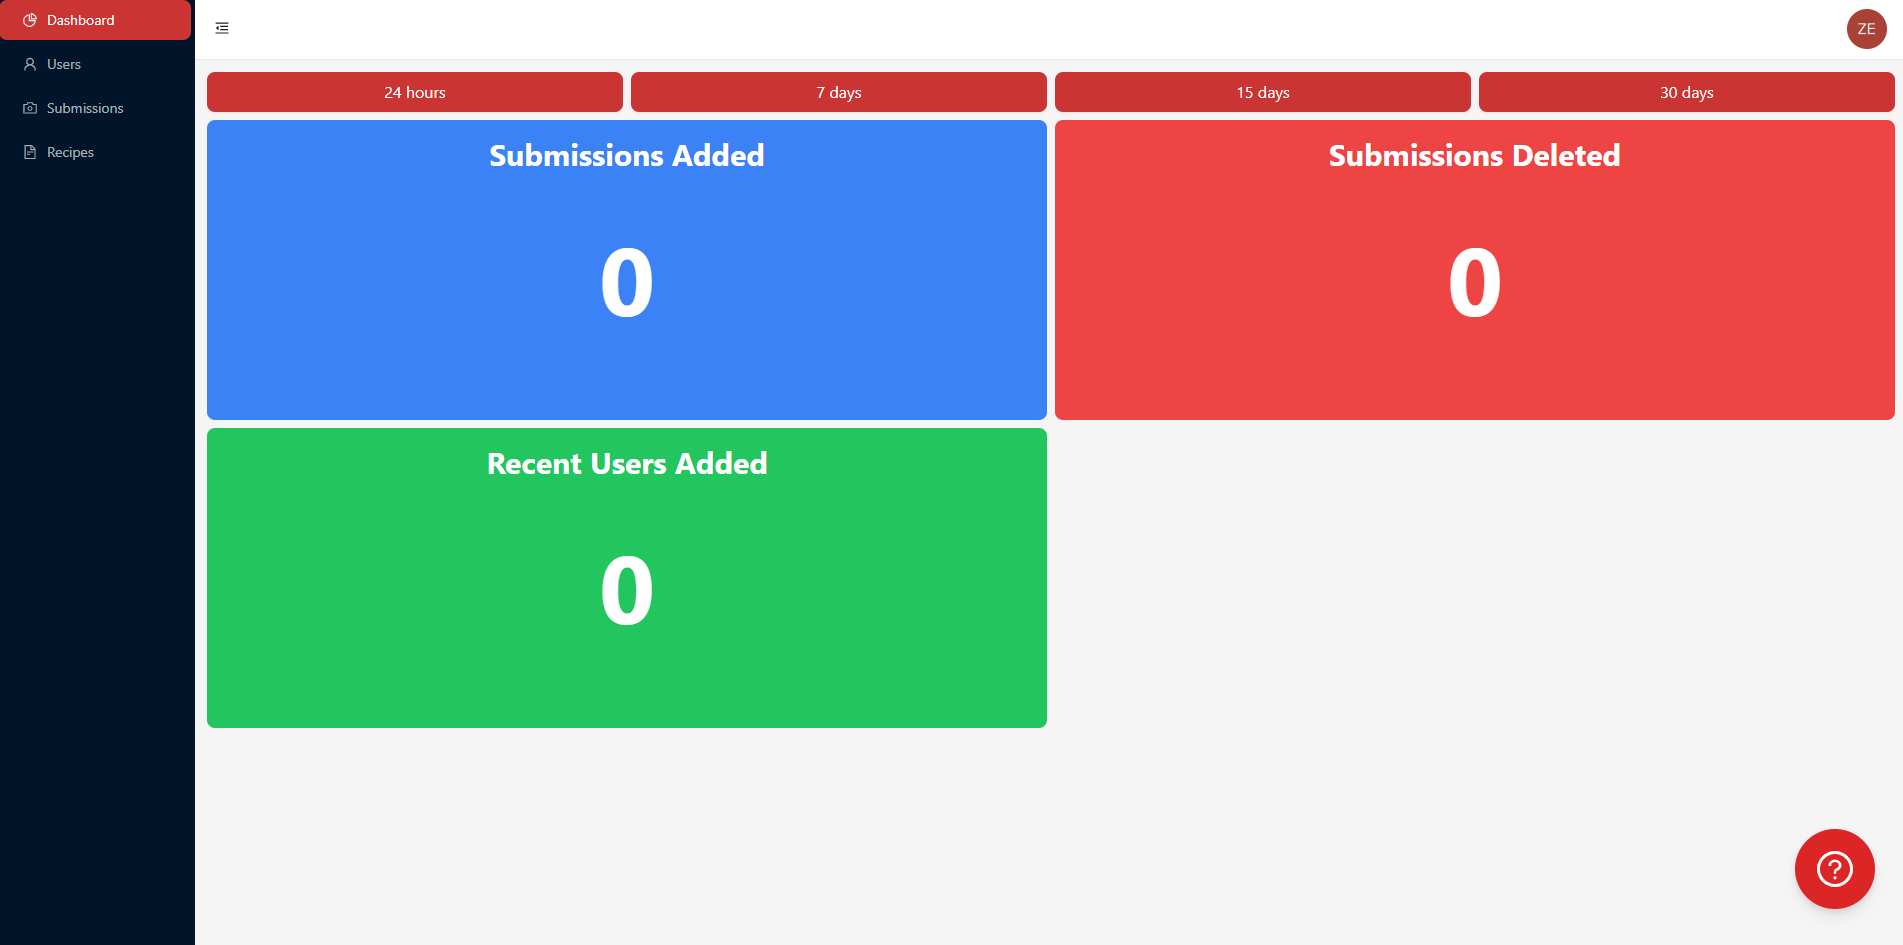 Dashboard
Users
Submissions
Recipes
ZE
24 hours
7 days
15 days
30 days
Submissions Added
0
Submissions Deleted
0
Recent Users Added
0
?